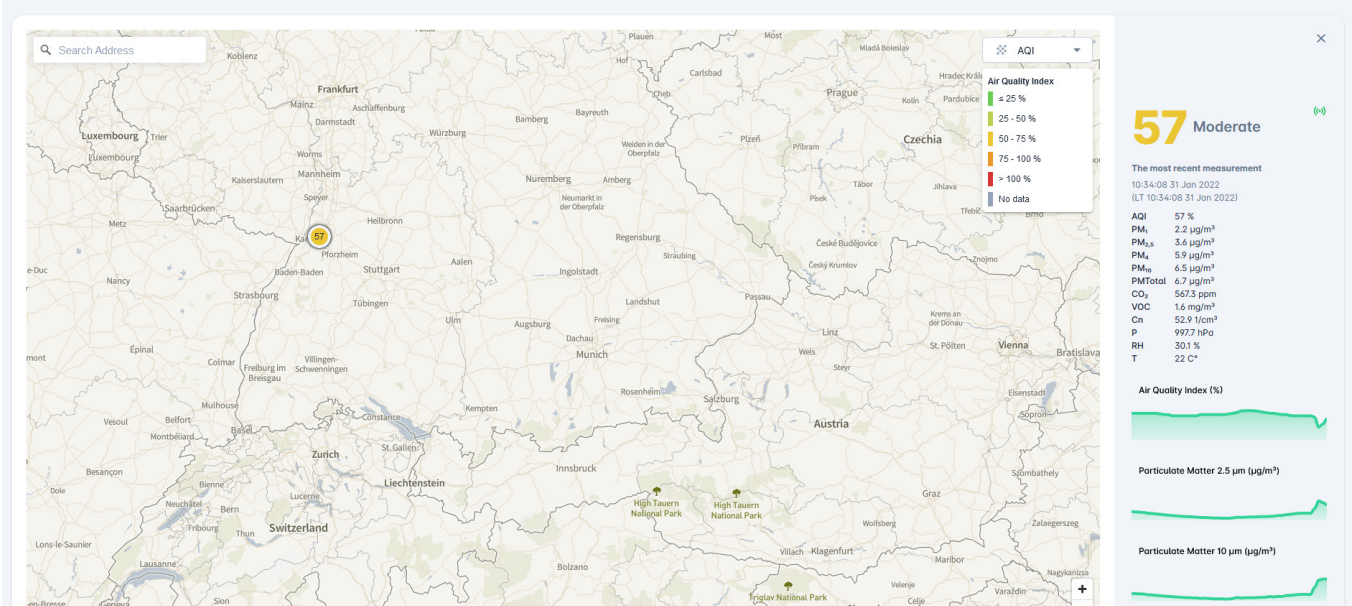 Search Address
AQI
Air Quality Index
≤ 25 %
25 - 50 %
50 - 75 %
75 - 100 %
> 100 %
No data
Plauen
Most
Mladá Boleslav
Koblenz
Hof
Carlsbad
Hradec Král
Frankfurt
Cheb
Prague
Kolín
Pardubice
Mainz
Aschaffenburg
Darmstadt
Bamberg
Bayreuth
Luxembourg
Trier
Würzburg
Weiden in der
Oberpfalz
Plzeň
Příbram
Czechia
Luxembourg
Worms
Mannheim
Kaiserslautern
Nuremberg
Amberg
Tábor
Jihlava
Speyer
Neumarkt in
der Oberpfalz
Písek
Saarbrücken
Třebíč
Brno
Metz
Heilbronn
57
Regensburg
České Budějovice
Pforzheim
Straubing
Znojmo
e-Duc
Baden-Baden
Stuttgart
Aalen
Ingolstadt
Český Krumlov
Nancy
Strasbourg
Tübingen
Landshut
Passau
Ulm
Augsburg
Freising
Krems an
der Donau
Linz
Dachau
Munich
Wels
St. Pölten
Vienna
Bratislava
mont
Épinal
Colmar
Freiburg im
Breisgau
Villingen-
Schwenningen
Steyr
Rosenheim
Salzburg
Eisenstadt
Mulhouse
Kempten
Sopron
Vesoul
Belfort
Constance
Austria
Montbéliard
Basel
Zurich
St. Gallen
Besançon
Innsbruck
Szombathely
Dole
Bienne
Liechtenstein
Lucerne
Graz
Neuchâtel
Bern
High Tauern
National Park
High Tauern
National Park
Fribourg
Thun
Switzerland
Wolfsberg
Zalaegerszeg
Lons-le-Saunier
Villach
Klagenfurt
Lausanne
Bolzano
Maribor
Nagykanizsa
Velenje
+
Triglav National Park
Varaždin
Celje
en-Bresse
Geneva
Sion
57 Moderate
The most recent measurement
10:34:08 31 Jan 2022
(LT 10:34:08 31 Jan 2022)
AQI 57 %
PM₁ 2.2 µg/m³
PM₂,₅ 3.6 µg/m³
PM₄ 5.9 µg/m³
PM₁₀ 6.5 µg/m³
PMTotal 6.7 µg/m³
CO₂ 567.3 ppm
VOC 1.6 mg/m³
Cn 52.9 1/cm³
P 997.7 hPa
RH 30.1 %
T 22 C°
Air Quality Index (%)
Particulate Matter 2.5 µm (µg/m³)
Particulate Matter 10 µm (µg/m³)